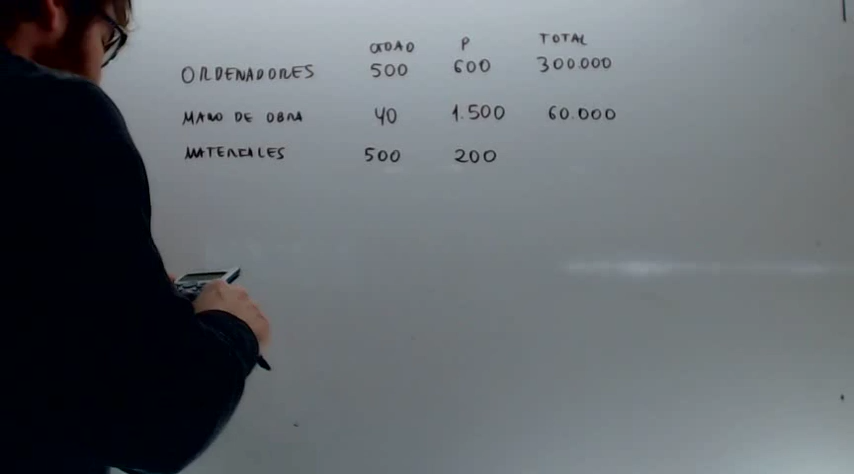 CTDAD P TOTAL
ORDENADORES 500 600 300.000
MANO DE OBRA 40 1.500 60.000
MATERIALES 500 200